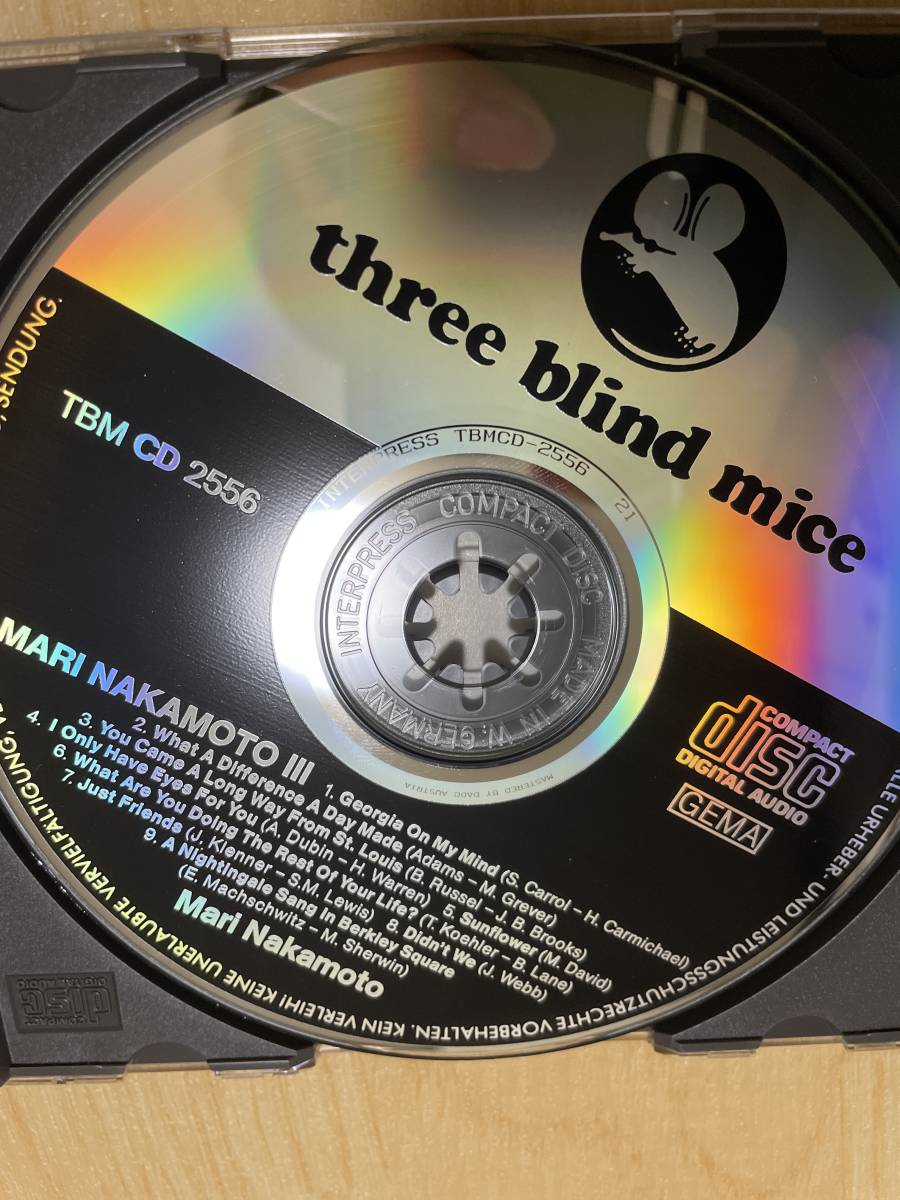 three blind mice
TBM CD 2556
INTERPRESS TBMCD-2556 21
INTERPRESS COMPACT DISC MADE IN W.GERMANY
MASTERED BY DADC AUSTRIA
COMPACT
disc
DIGITAL AUDIO
GEMA
MARI NAKAMOTO III
1. Georgia On My Mind (S. Carrol – H. Carmichael)
2. What A Difference A Day Made (Adams – M. Grever)
3. You Came A Long Way From St. Louis (B. Russel – J. B. Brooks)
4. I Only Have Eyes For You (A. Dubin – H. Warren) 5. Sunflower (M. David)
6. What Are You Doing The Rest Of Your Life? (T. Koehler – B. Lane)
7. Just Friends (J. Klenner – S.M. Lewis) 8. Didn't We (J. Webb)
9. A Nightingale Sang In Berkley Square
(E. Machschwitz – M. Sherwin)
Mari Nakamoto
URHEBER- UND LEISTUNGSSCHUTZRECHTE VORBEHALTEN. KEIN VERLEIH! KEINE UNERLAUBTE VERVIELFÄLTIGUNG,
SENDUNG.
COMPACT
disc
DIGITAL AUDIO